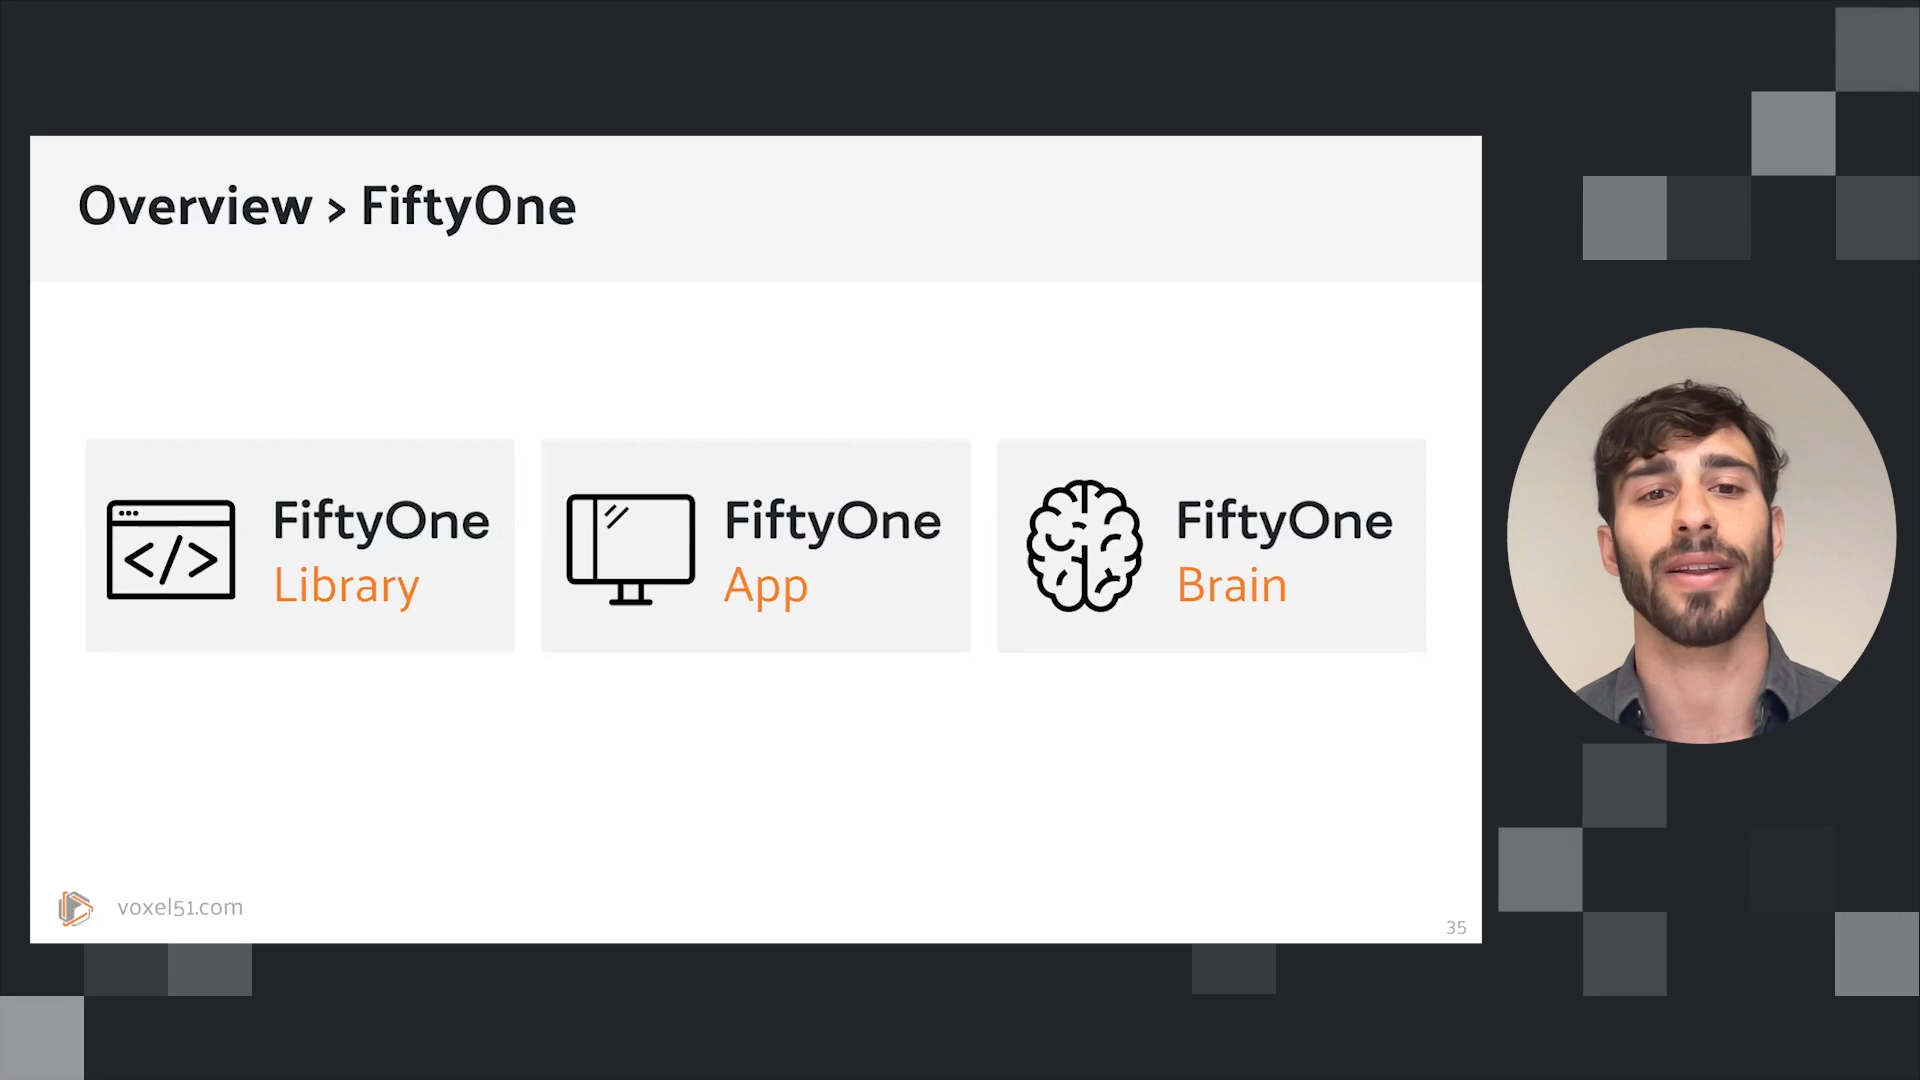 Overview > FiftyOne
</>
FiftyOne
Library
FiftyOne
App
FiftyOne
Brain
voxel51.com
35